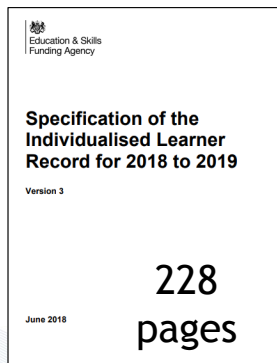 Education & Skills
Funding Agency
Specification of the
Individualised Learner
Record for 2018 to 2019
Version 3
June 2018
228
pages